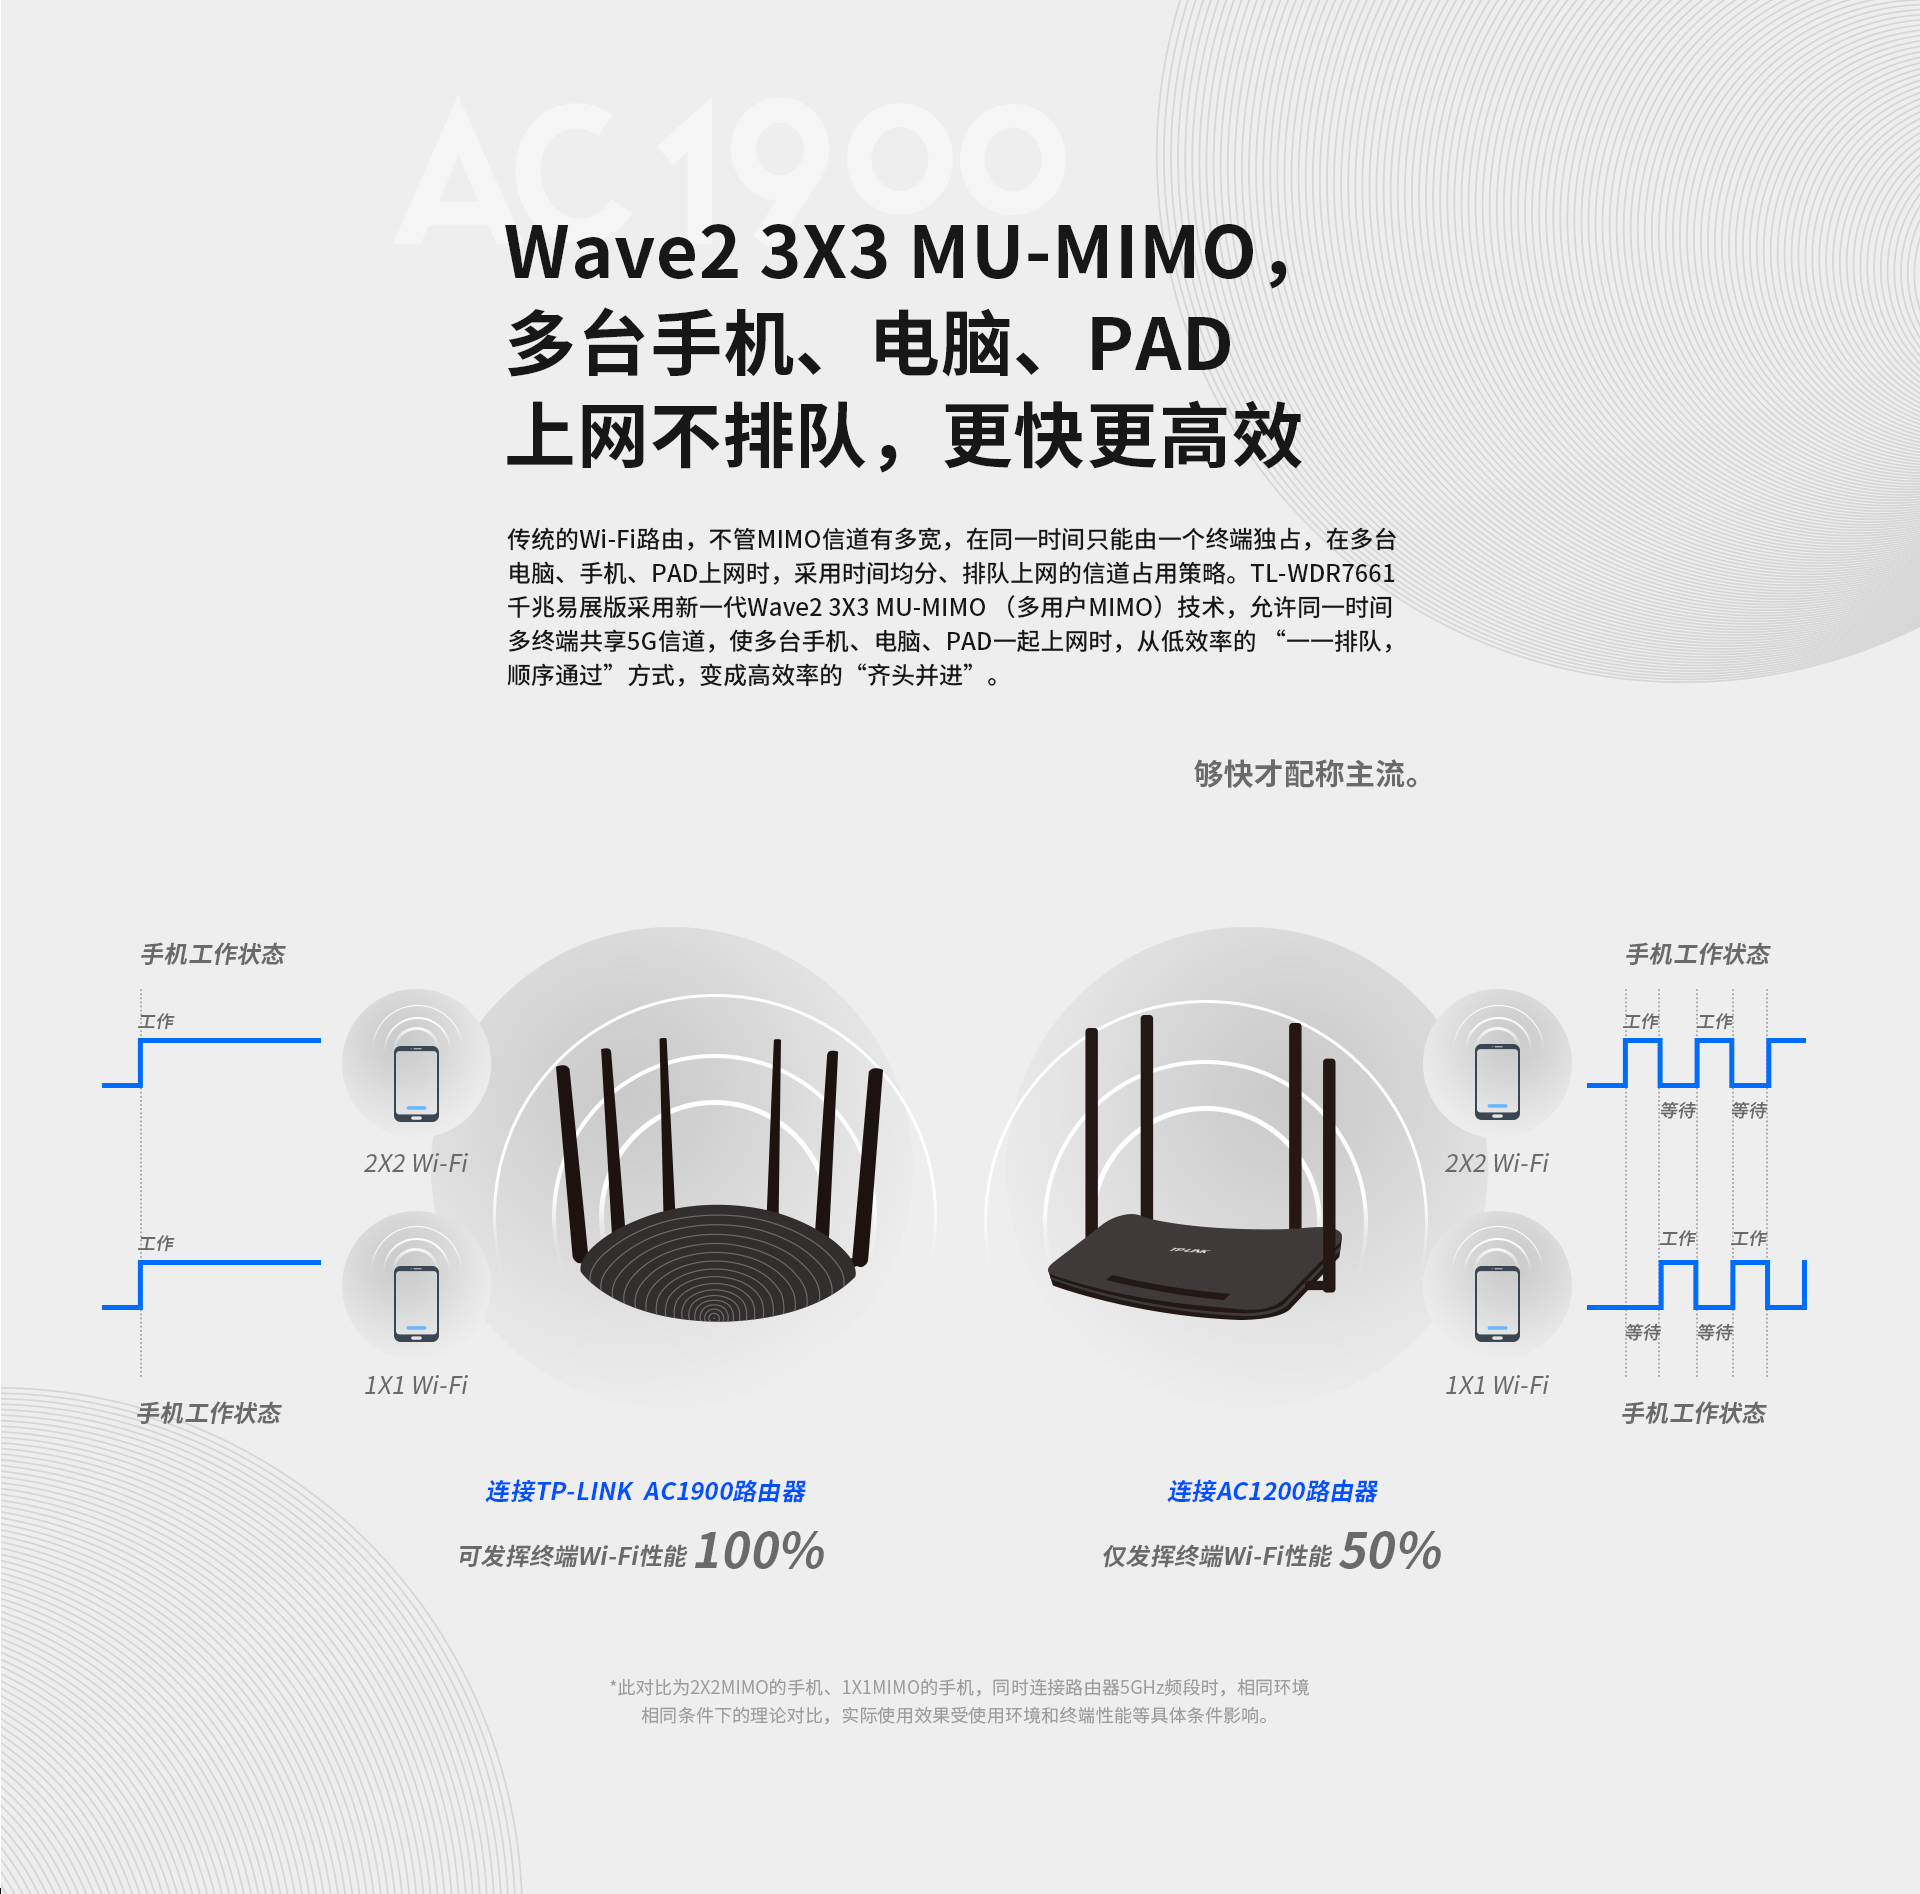 AC1900
Wave2 3X3 MU-MIMO，
多台手机、电脑、PAD
上网不排队，更快更高效
传统的Wi-Fi路由，不管MIMO信道有多宽，在同一时间只能由一个终端独占，在多台
电脑、手机、PAD上网时，采用时间均分、排队上网的信道占用策略。TL-WDR7661
千兆易展版采用新一代Wave2 3X3 MU-MIMO （多用户MIMO）技术，允许同一时间
多终端共享5G信道，使多台手机、电脑、PAD一起上网时，从低效率的 “一一排队，
顺序通过”方式，变成高效率的“齐头并进”。
够快才配称主流。
手机工作状态
工作
2X2 Wi-Fi
工作
1X1 Wi-Fi
手机工作状态
TP-LINK
手机工作状态
工作 工作
等待 等待
2X2 Wi-Fi
工作 工作
等待 等待
1X1 Wi-Fi
手机工作状态
连接TP-LINK AC1900路由器
可发挥终端Wi-Fi性能 100%
连接AC1200路由器
仅发挥终端Wi-Fi性能 50%
*此对比为2X2MIMO的手机、1X1MIMO的手机，同时连接路由器5GHz频段时，相同环境
相同条件下的理论对比，实际使用效果受使用环境和终端性能等具体条件影响。